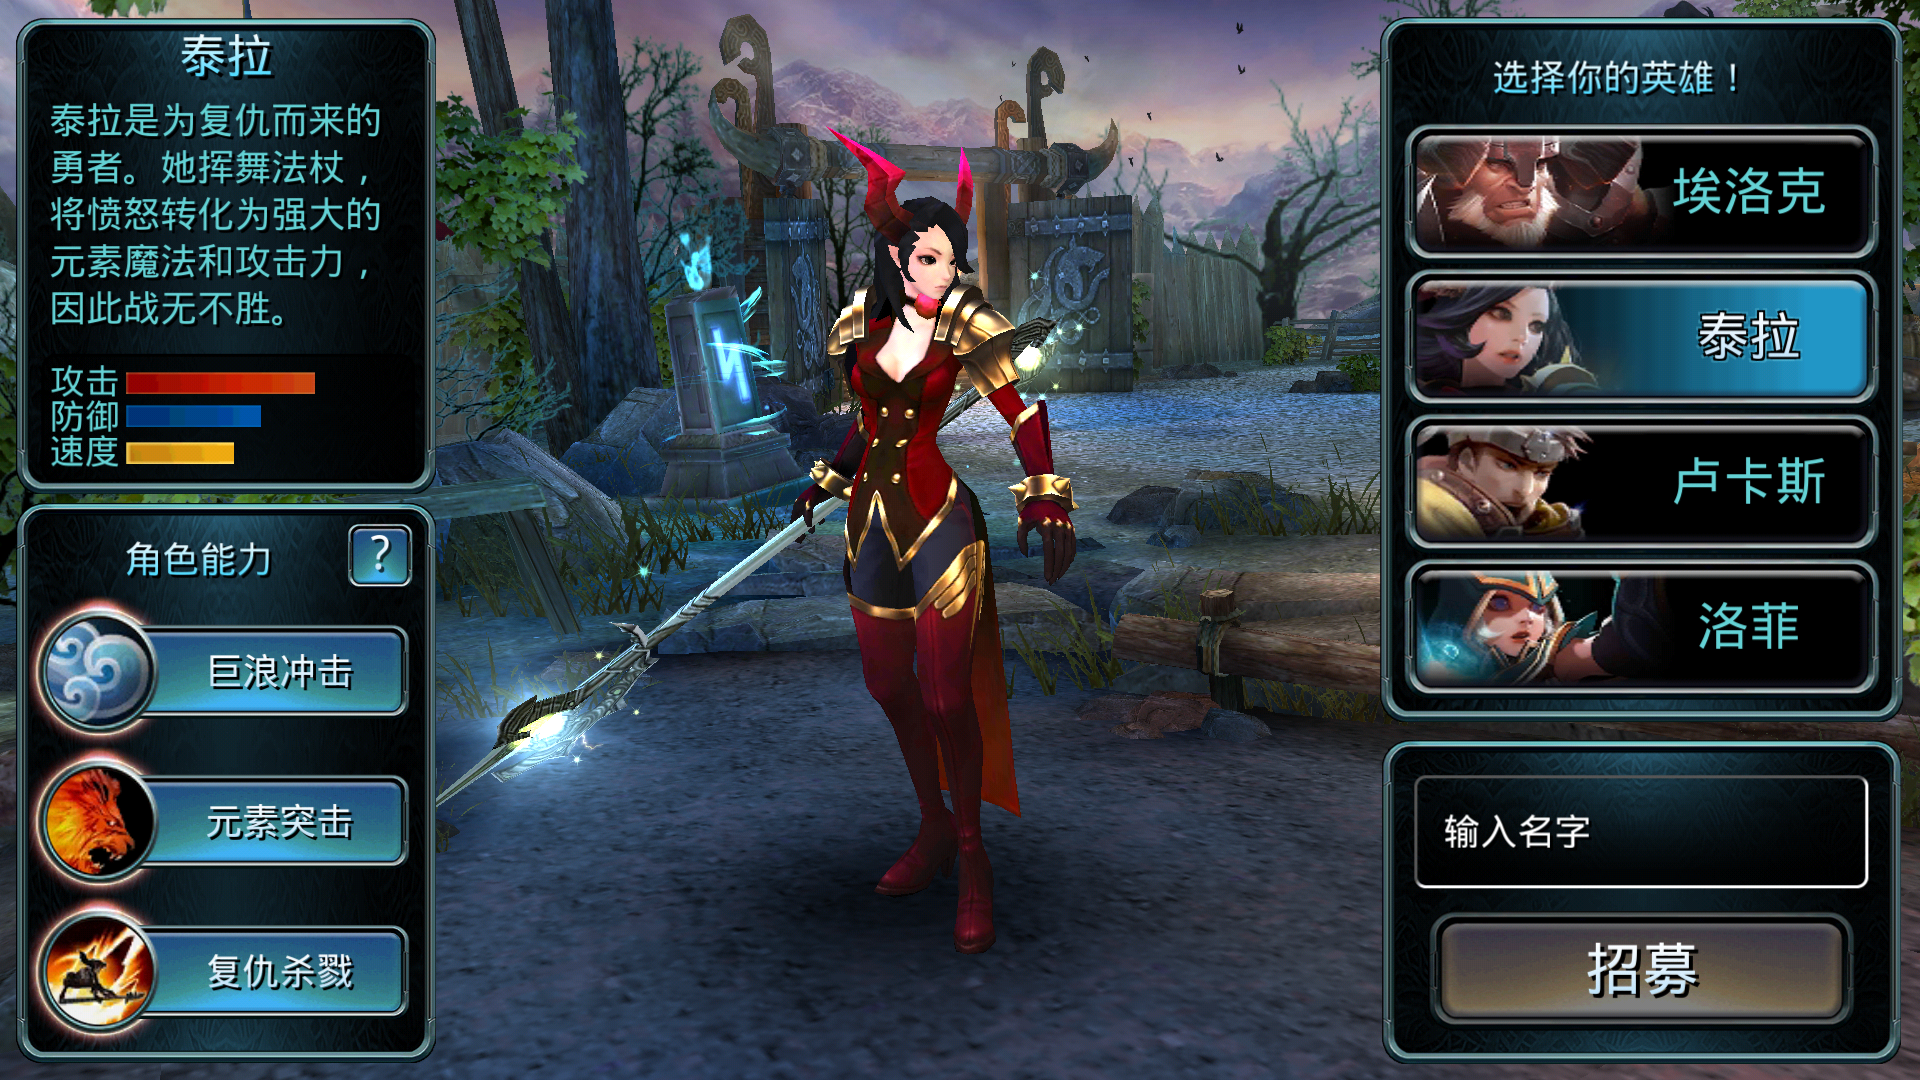 泰拉
泰拉是为复仇而来的
勇者。她挥舞法杖，
将愤怒转化为强大的
元素魔法和攻击力，
因此战无不胜。
攻击
防御
速度
角色能力
?
巨浪冲击
元素突击
复仇杀戮
选择你的英雄！
埃洛克
泰拉
卢卡斯
洛菲
输入名字
招募